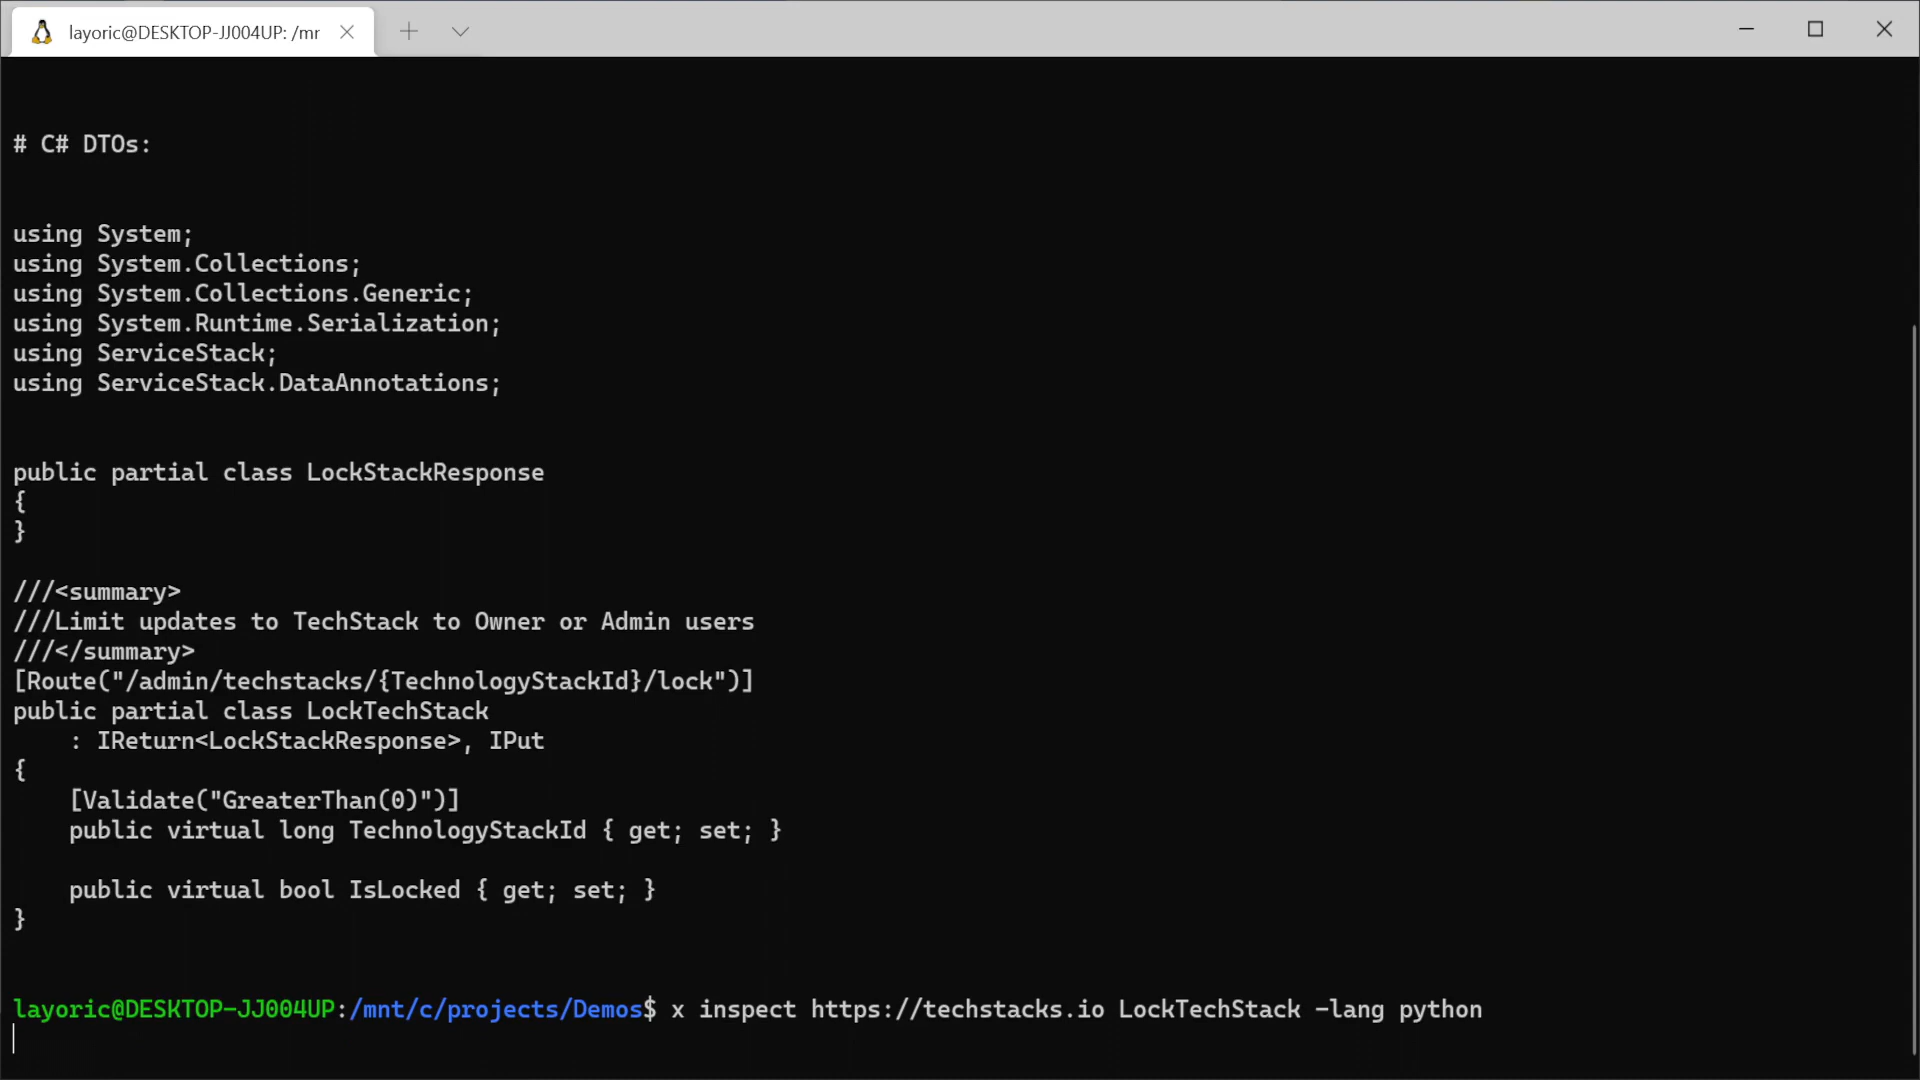 layoric@DESKTOP-JJ004UP: /mr
# C# DTOs:
using System;
using System.Collections;
using System.Collections.Generic;
using System.Runtime.Serialization;
using ServiceStack;
using ServiceStack.DataAnnotations;
public partial class LockStackResponse
{
}
///<summary>
///Limit updates to TechStack to Owner or Admin users
///</summary>
[Route("/admin/techstacks/{TechnologyStackId}/lock")]
public partial class LockTechStack
    : IReturn<LockStackResponse>, IPut
{
    [Validate("GreaterThan(0)")]
    public virtual long TechnologyStackId { get; set; }
    public virtual bool IsLocked { get; set; }
}
layoric@DESKTOP-JJ004UP:/mnt/c/projects/Demos$ x inspect https://techstacks.io LockTechStack -lang python